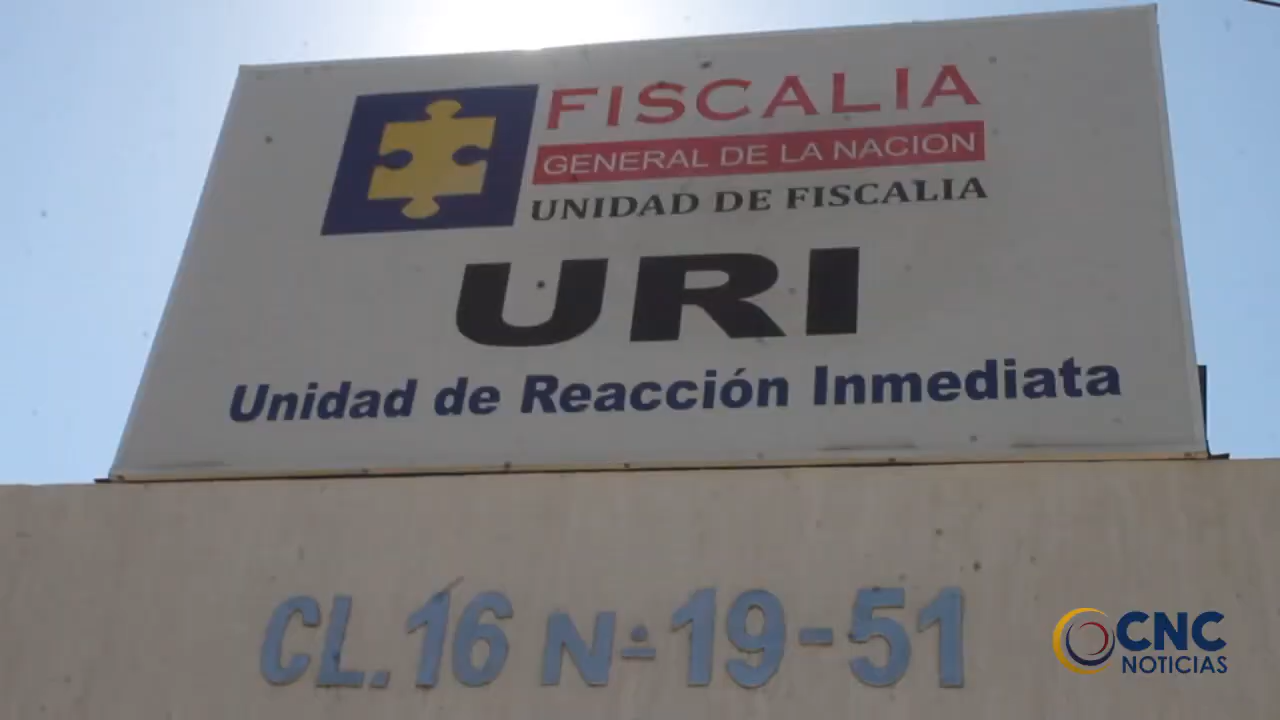 FISCALIA
GENERAL DE LA NACION
UNIDAD DE FISCALIA
URI
Unidad de Reacción Inmediata
CL. 16 Nº 19-51
CNC
NOTICIAS